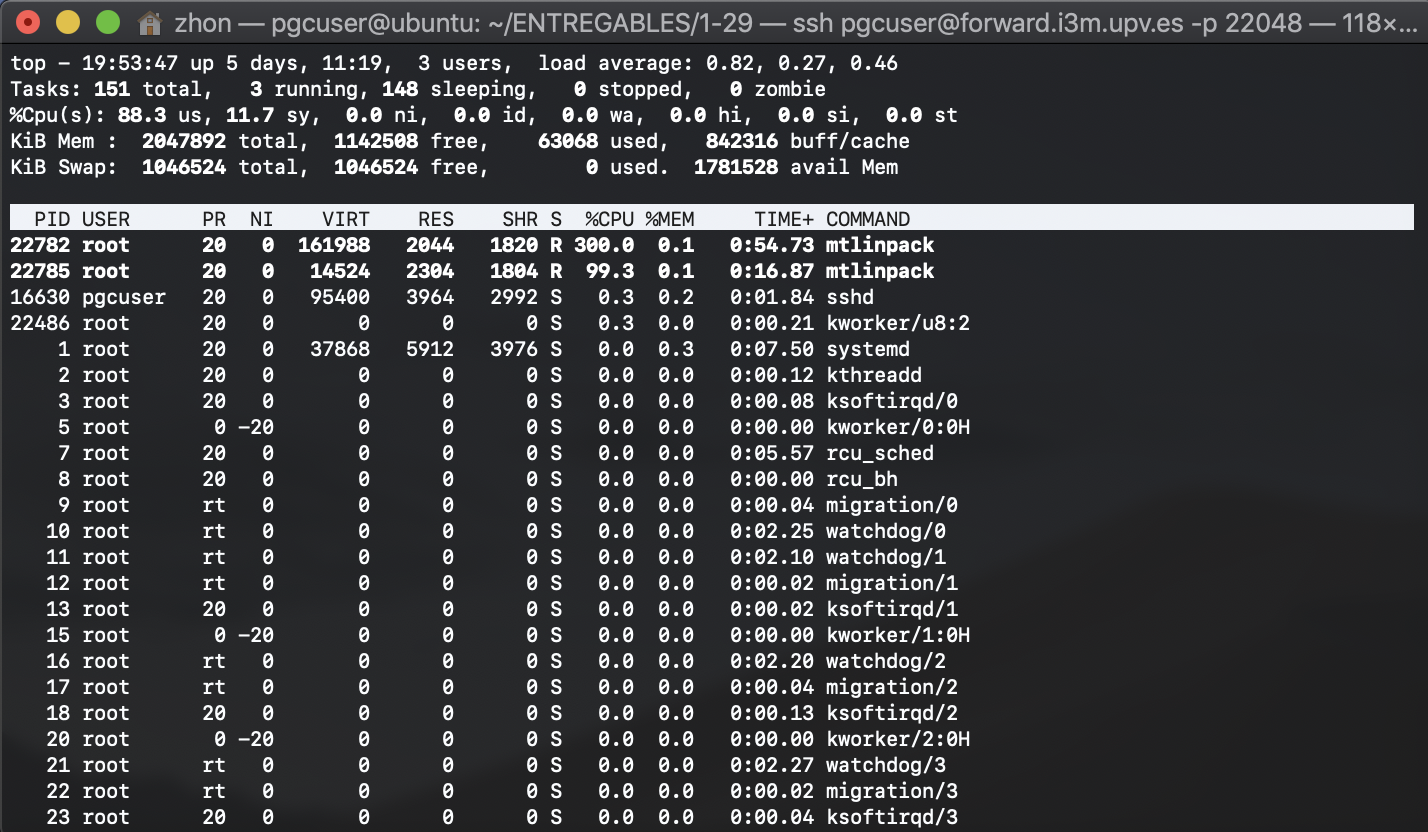 zhon — pgcuser@ubuntu: ~/ENTREGABLES/1-29 — ssh pgcuser@forward.i3m.upv.es -p 22048 — 118×...
top - 19:53:47 up 5 days, 11:19,  3 users,  load average: 0.82, 0.27, 0.46
Tasks: 151 total,   3 running, 148 sleeping,   0 stopped,   0 zombie
%Cpu(s): 88.3 us, 11.7 sy,  0.0 ni,  0.0 id,  0.0 wa,  0.0 hi,  0.0 si,  0.0 st
KiB Mem :  2047892 total,  1142508 free,    63068 used,   842316 buff/cache
KiB Swap:  1046524 total,  1046524 free,        0 used.  1781528 avail Mem
  PID USER      PR  NI    VIRT    RES    SHR S  %CPU %MEM     TIME+ COMMAND
22782 root      20   0  161988   2044   1820 R 300.0  0.1   0:54.73 mtlinpack
22785 root      20   0   14524   2304   1804 R  99.3  0.1   0:16.87 mtlinpack
16630 pgcuser   20   0   95400   3964   2992 S   0.3  0.2   0:01.84 sshd
22486 root      20   0       0      0      0 S   0.3  0.0   0:00.21 kworker/u8:2
    1 root      20   0   37868   5912   3976 S   0.0  0.3   0:07.50 systemd
    2 root      20   0       0      0      0 S   0.0  0.0   0:00.12 kthreadd
    3 root      20   0       0      0      0 S   0.0  0.0   0:00.08 ksoftirqd/0
    5 root       0 -20       0      0      0 S   0.0  0.0   0:00.00 kworker/0:0H
    7 root      20   0       0      0      0 S   0.0  0.0   0:05.57 rcu_sched
    8 root      20   0       0      0      0 S   0.0  0.0   0:00.00 rcu_bh
    9 root      rt   0       0      0      0 S   0.0  0.0   0:00.04 migration/0
   10 root      rt   0       0      0      0 S   0.0  0.0   0:02.25 watchdog/0
   11 root      rt   0       0      0      0 S   0.0  0.0   0:02.10 watchdog/1
   12 root      rt   0       0      0      0 S   0.0  0.0   0:00.02 migration/1
   13 root      20   0       0      0      0 S   0.0  0.0   0:00.02 ksoftirqd/1
   15 root       0 -20       0      0      0 S   0.0  0.0   0:00.00 kworker/1:0H
   16 root      rt   0       0      0      0 S   0.0  0.0   0:02.20 watchdog/2
   17 root      rt   0       0      0      0 S   0.0  0.0   0:00.04 migration/2
   18 root      20   0       0      0      0 S   0.0  0.0   0:00.13 ksoftirqd/2
   20 root       0 -20       0      0      0 S   0.0  0.0   0:00.00 kworker/2:0H
   21 root      rt   0       0      0      0 S   0.0  0.0   0:02.27 watchdog/3
   22 root      rt   0       0      0      0 S   0.0  0.0   0:00.02 migration/3
   23 root      20   0       0      0      0 S   0.0  0.0   0:00.04 ksoftirqd/3